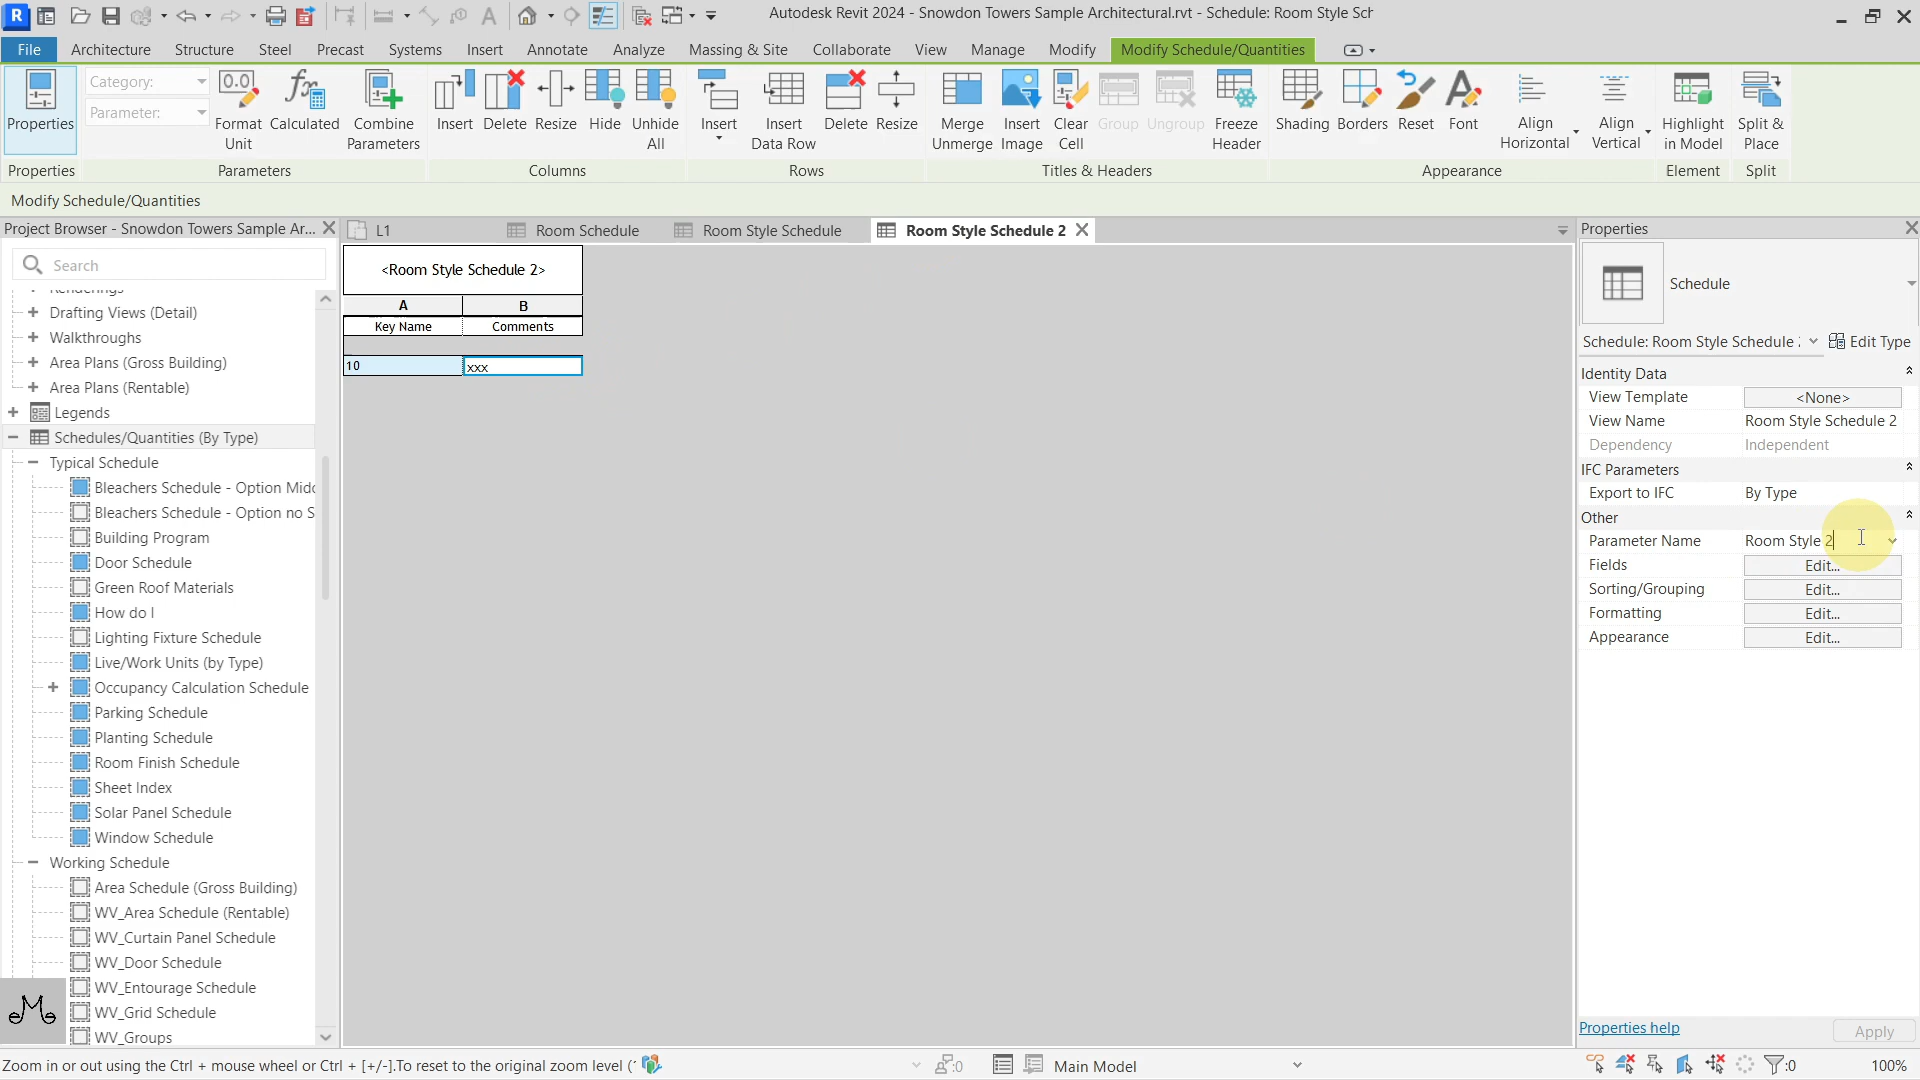 Autodesk Revit 2024 - Snowdon Towers Sample Architectural.rvt - Schedule: Room Style Sch
File Architecture Structure Steel Precast Systems Insert Annotate Analyze Massing & Site Collaborate View Manage Modify Modify Schedule/Quantities
Properties Category: Parameter: Format Unit Calculated Combine Parameters Insert Delete Resize Hide Unhide All Insert Insert Data Row Delete Resize Merge Unmerge Insert Image Clear Cell Group Ungroup Freeze Header Shading Borders Reset Font Align Horizontal Align Vertical Highlight in Model Split & Place
Properties Parameters Columns Rows Titles & Headers Appearance Element Split
Modify Schedule/Quantities
Project Browser - Snowdon Towers Sample Ar...
Search
Renderings
Drafting Views (Detail)
Walkthroughs
Area Plans (Gross Building)
Area Plans (Rentable)
Legends
Schedules/Quantities (By Type)
Typical Schedule
Bleachers Schedule - Option Midd
Bleachers Schedule - Option no S
Building Program
Door Schedule
Green Roof Materials
How do I
Lighting Fixture Schedule
Live/Work Units (by Type)
Occupancy Calculation Schedule
Parking Schedule
Planting Schedule
Room Finish Schedule
Sheet Index
Solar Panel Schedule
Window Schedule
Working Schedule
Area Schedule (Gross Building)
WV_Area Schedule (Rentable)
WV_Curtain Panel Schedule
WV_Door Schedule
WV_Entourage Schedule
WV_Grid Schedule
WV_Groups
L1 Room Schedule Room Style Schedule Room Style Schedule 2
<Room Style Schedule 2>
A B
Key Name Comments
10 xxx
Properties
Schedule
Schedule: Room Style Schedule Edit Type
Identity Data
View Template <None>
View Name Room Style Schedule 2
Dependency Independent
IFC Parameters
Export to IFC By Type
Other
Parameter Name Room Style 2
Fields Edit...
Sorting/Grouping Edit...
Formatting Edit...
Appearance Edit...
Properties help Apply
Zoom in or out using the Ctrl + mouse wheel or Ctrl + [+/-].To reset to the original zoom level (' :0 Main Model :0 100%